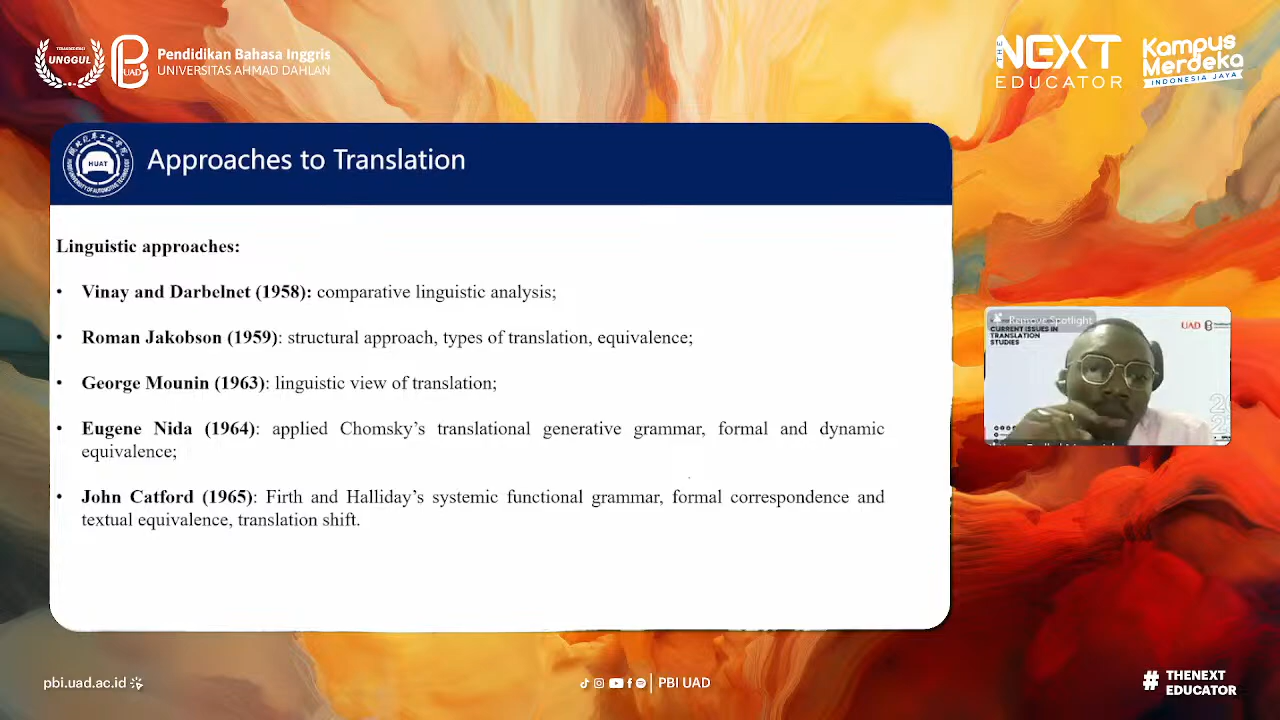 TERAKREDITASI
UNGGUL
UAD
Pendidikan Bahasa Inggris
UNIVERSITAS AHMAD DAHLAN
THE NEXT
EDUCATOR
Kampus
Merdeka
INDONESIA JAYA
HUAT
Approaches to Translation
Linguistic approaches:
• Vinay and Darbelnet (1958): comparative linguistic analysis;
• Roman Jakobson (1959): structural approach, types of translation, equivalence;
• George Mounin (1963): linguistic view of translation;
• Eugene Nida (1964): applied Chomsky's translational generative grammar, formal and dynamic
equivalence;
• John Catford (1965): Firth and Halliday's systemic functional grammar, formal correspondence and
textual equivalence, translation shift.
Remove Spotlight
CURRENT ISSUES IN
TRANSLATION
STUDIES
UAD
pbi.uad.ac.id
PBI UAD
# THENEXT
EDUCATOR